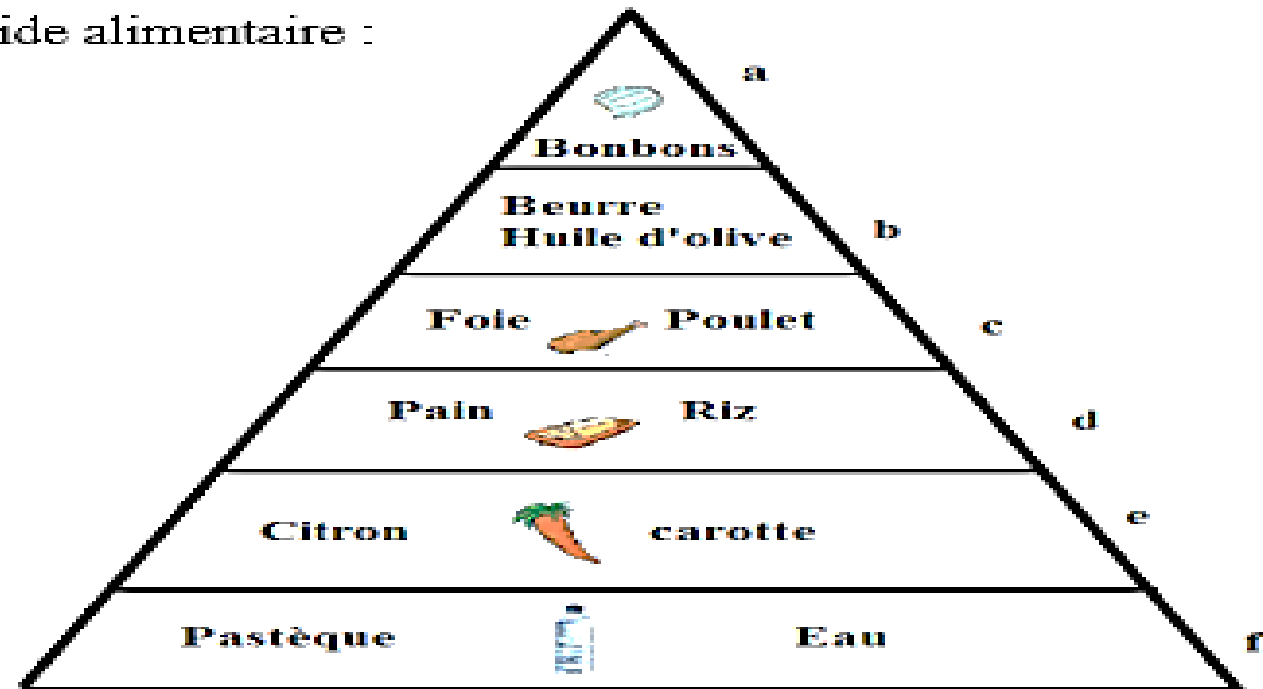 ide alimentaire :
a
Bonbons
Beurre
Huile d'olive
b
Foie Poulet
c
Pain Riz
d
Citron carotte
e
Pastèque Eau
f